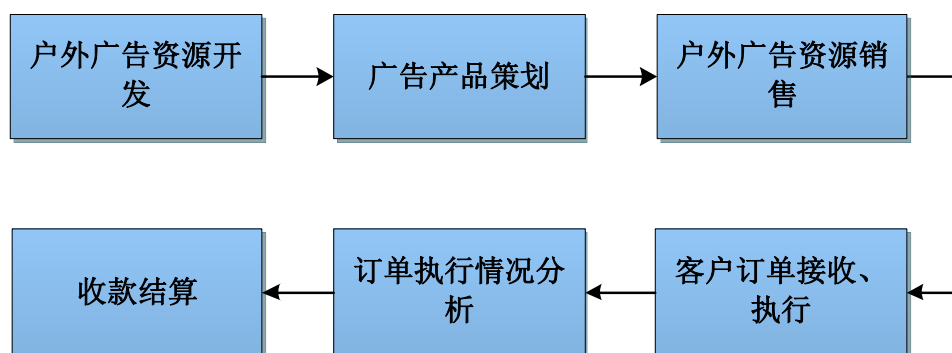 户外广告资源开
发
广告产品策划
户外广告资源销
售
客户订单接收、
执行
订单执行情况分
析
收款结算